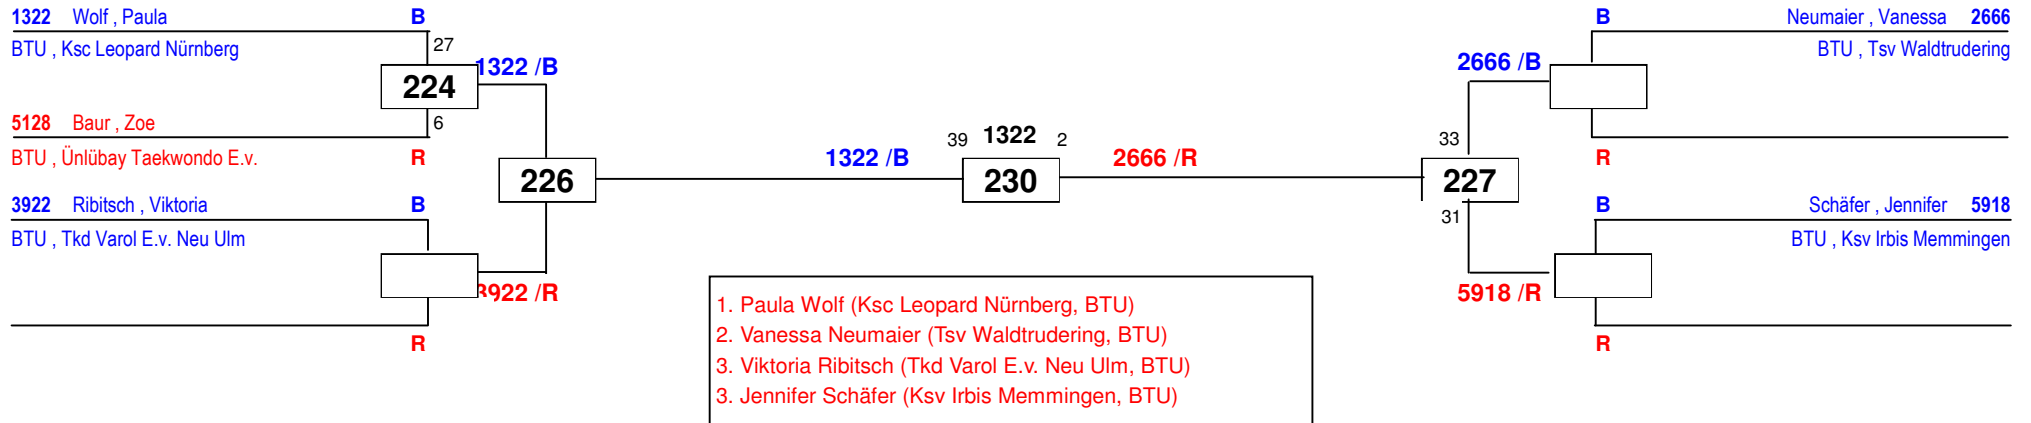 1322 Wolf , Paula B
BTU , Ksc Leopard Nürnberg
27
224
1322 /B
6
5128 Baur , Zoe
BTU , Ünlübay Taekwondo E.v. R
226
3922 Ribitsch , Viktoria B
BTU , Tkd Varol E.v. Neu Ulm
3922 /R
R
1322 /B
39 1322 2
230
2666 /R
B Neumaier , Vanessa 2666
BTU , Tsv Waldtrudering
2666 /B
R
33
227
31
B Schäfer , Jennifer 5918
BTU , Ksv Irbis Memmingen
5918 /R
R
1. Paula Wolf (Ksc Leopard Nürnberg, BTU)
2. Vanessa Neumaier (Tsv Waldtrudering, BTU)
3. Viktoria Ribitsch (Tkd Varol E.v. Neu Ulm, BTU)
3. Jennifer Schäfer (Ksv Irbis Memmingen, BTU)